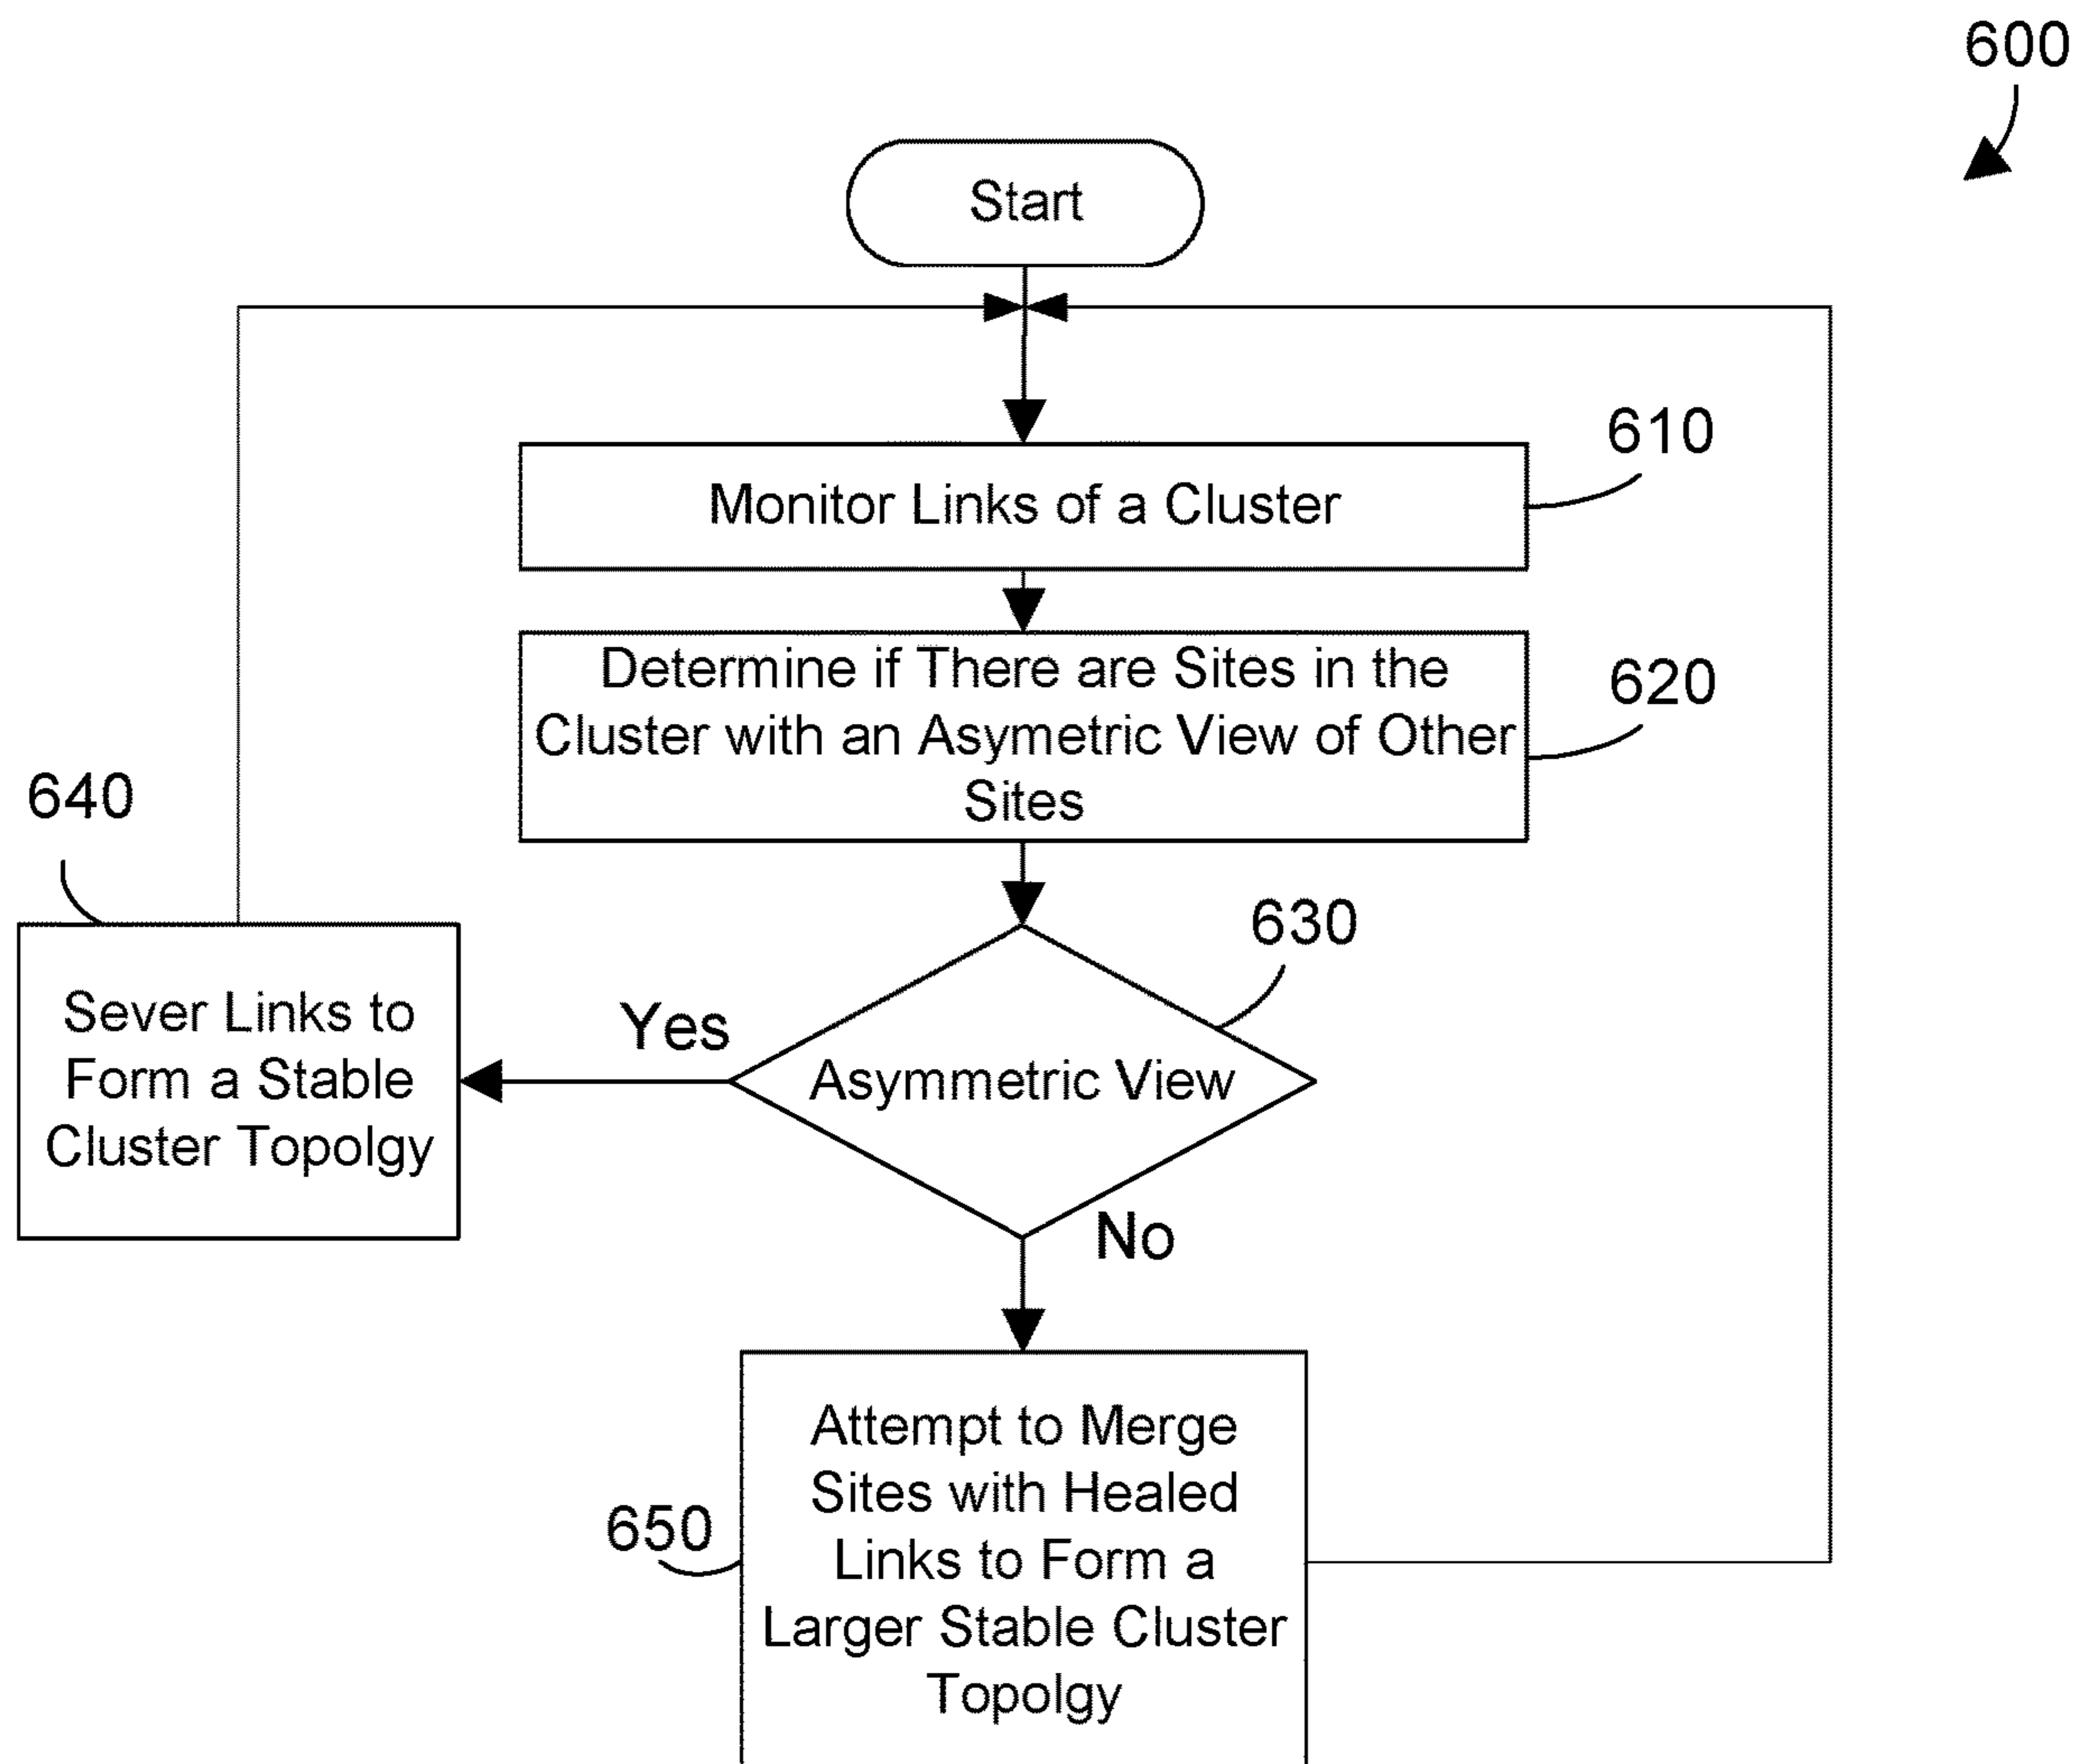 600
Start
610
Monitor Links of a Cluster
620
Determine if There are Sites in the
Cluster with an Asymetric View of Other
Sites
640
630
Yes
Sever Links to
Form a Stable
Cluster Topolgy
Asymmetric View
No
650
Attempt to Merge
Sites with Healed
Links to Form a
Larger Stable Cluster
Topolgy